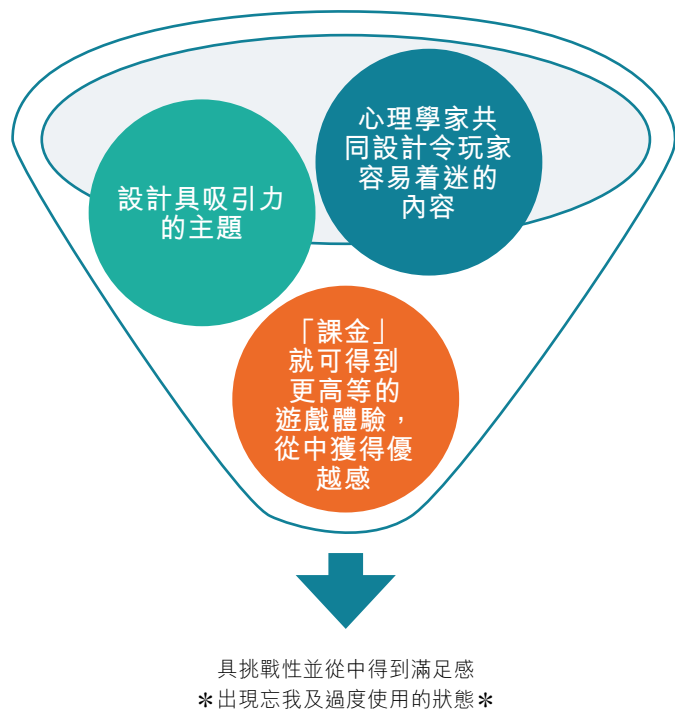 設計具吸引力
的主題
心理學家共
同設計令玩家
容易着迷的
內容
「課金」
就可得到
更高等的
遊戲體驗，
從中獲得優
越感
具挑戰性並從中得到滿足感
＊出現忘我及過度使用的狀態＊